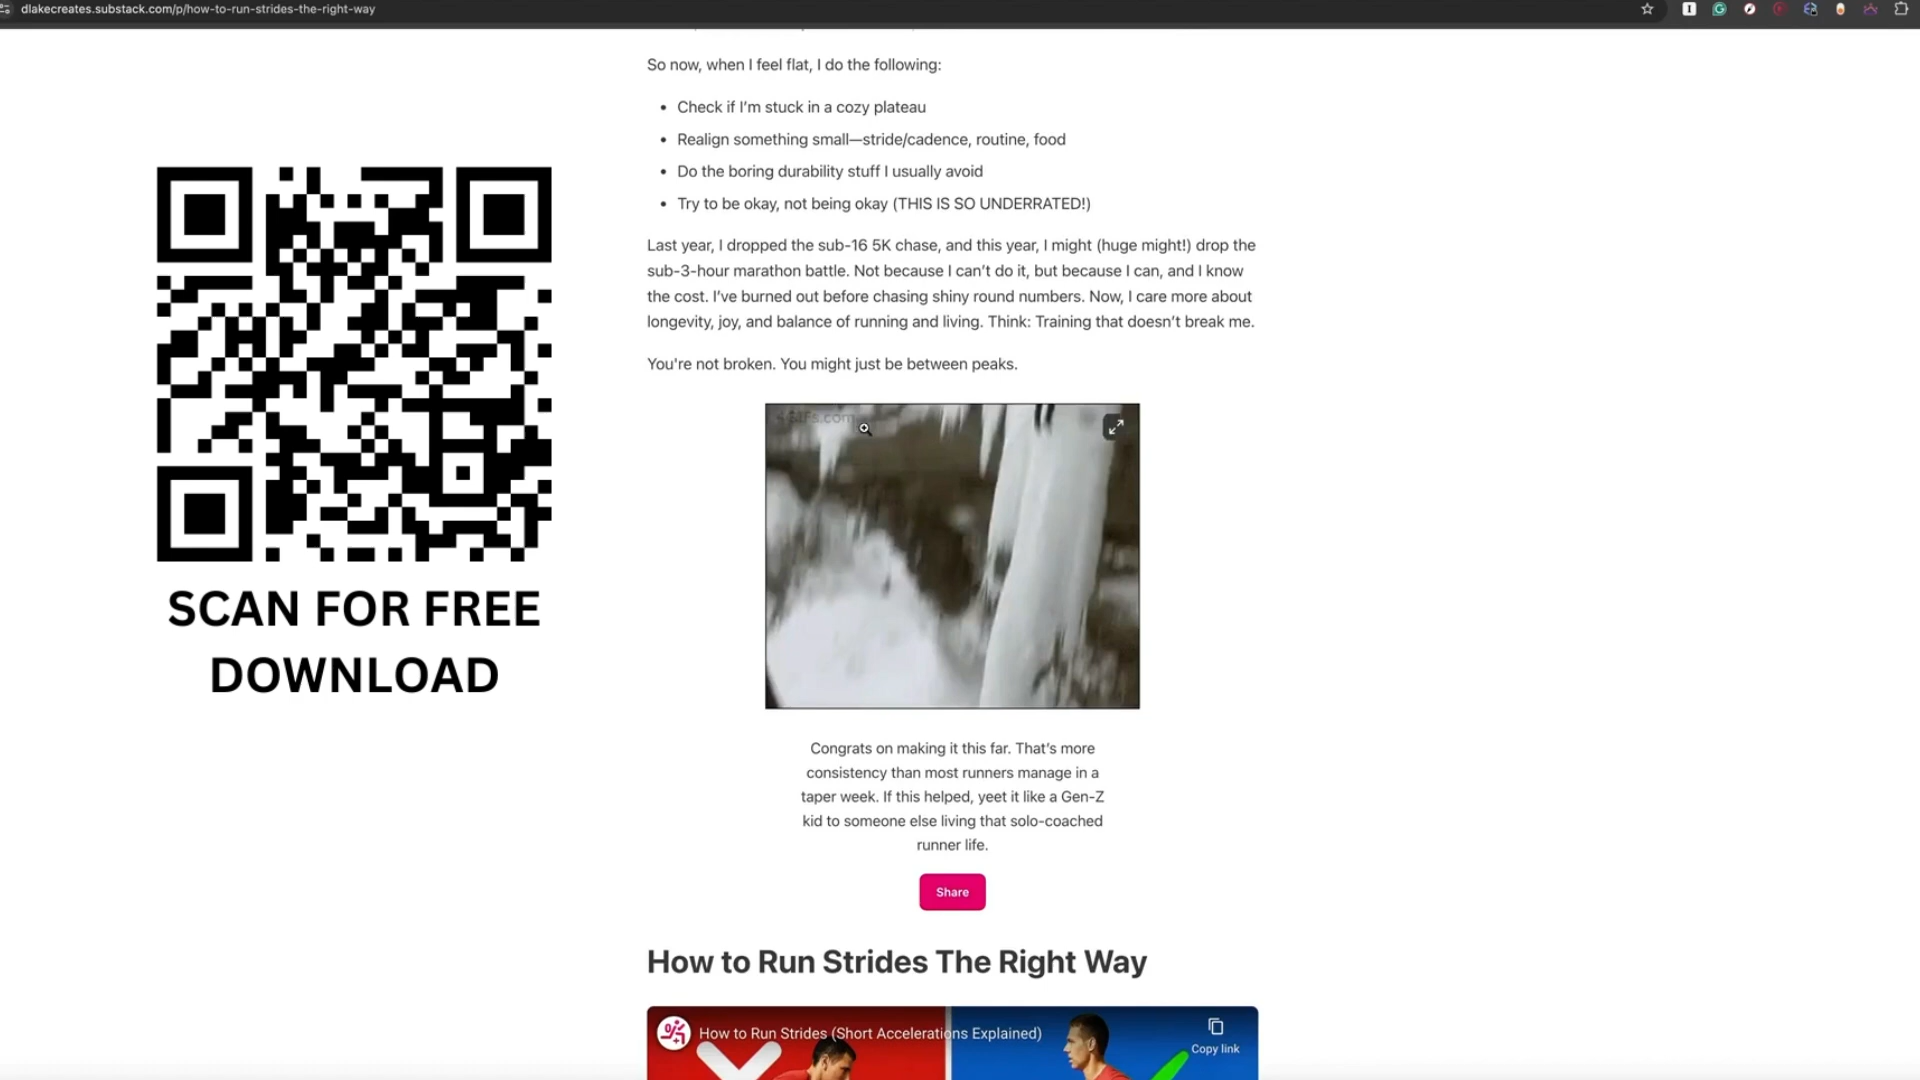 dlakecreates.substack.com/p/how-to-run-strides-the-right-way
So now, when I feel flat, I do the following:
• Check if I’m stuck in a cozy plateau
• Realign something small—stride/cadence, routine, food
• Do the boring durability stuff I usually avoid
• Try to be okay, not being okay (THIS IS SO UNDERRATED!)
Last year, I dropped the sub-16 5K chase, and this year, I might (huge might!) drop the
sub-3-hour marathon battle. Not because I can’t do it, but because I can, and I know
the cost. I’ve burned out before chasing shiny round numbers. Now, I care more about
longevity, joy, and balance of running and living. Think: Training that doesn’t break me.
You're not broken. You might just be between peaks.
SCAN FOR FREE
DOWNLOAD
Congrats on making it this far. That’s more
consistency than most runners manage in a
taper week. If this helped, yeet it like a Gen-Z
kid to someone else living that solo-coached
runner life.
Share
How to Run Strides The Right Way
How to Run Strides (Short Accelerations Explained)
Copy link